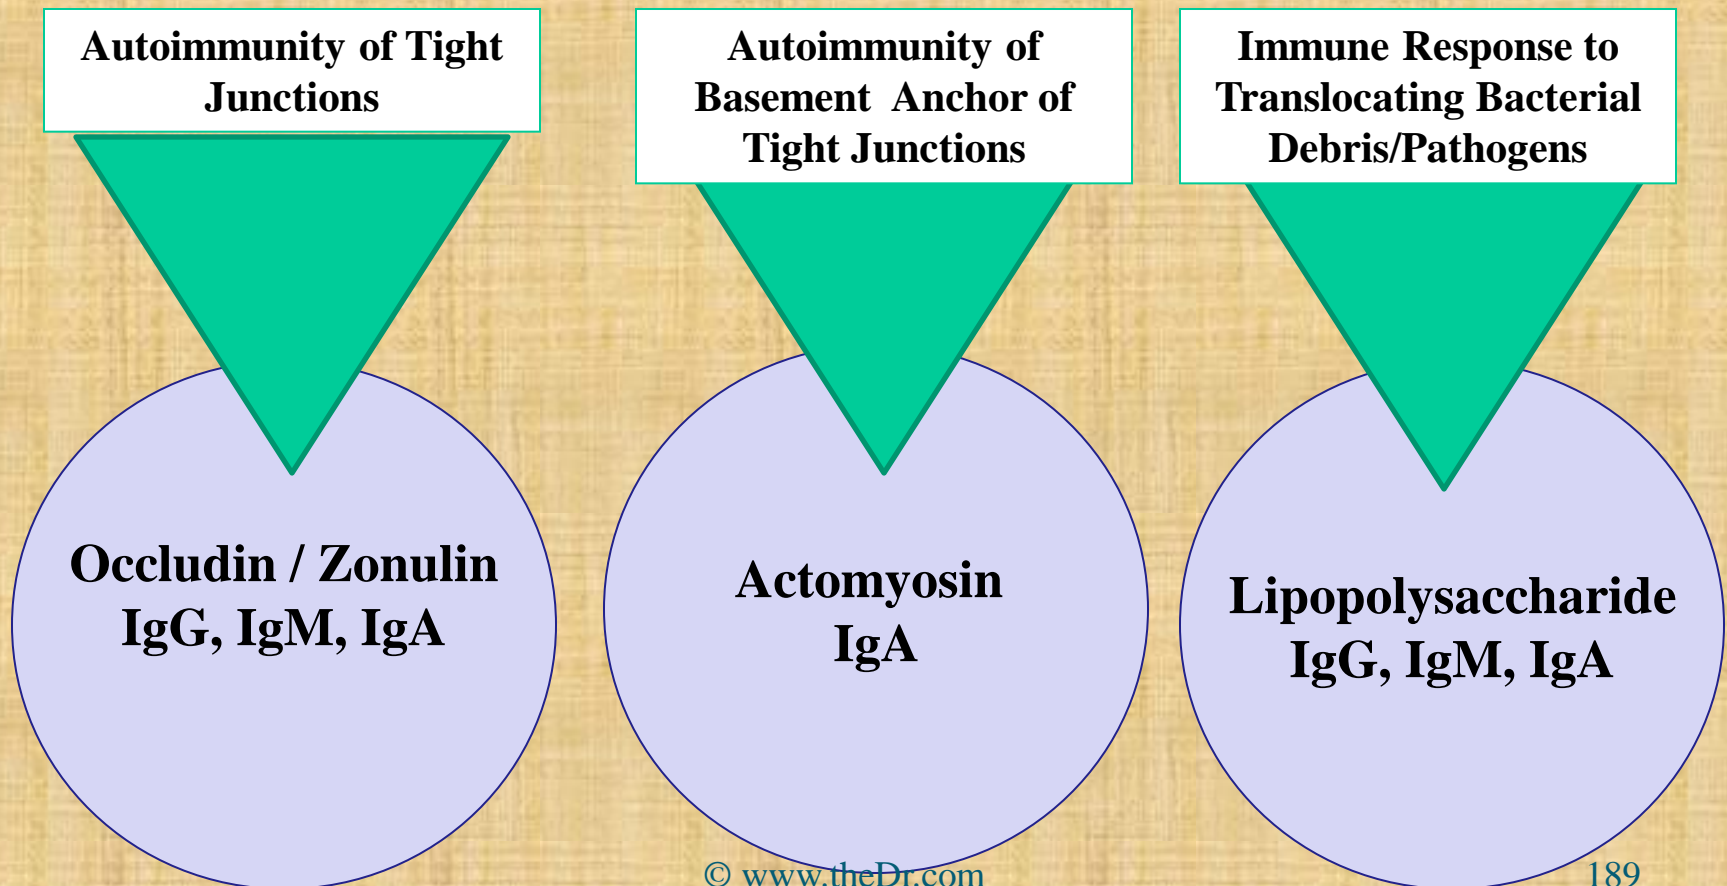 Autoimmunity of Tight
Junctions
Autoimmunity of
Basement Anchor of
Tight Junctions
Immune Response to
Translocating Bacterial
Debris/Pathogens
Occludin / Zonulin
IgG, IgM, IgA
Actomyosin
IgA
Lipopolysaccharide
IgG, IgM, IgA
© www.theDr.com
189